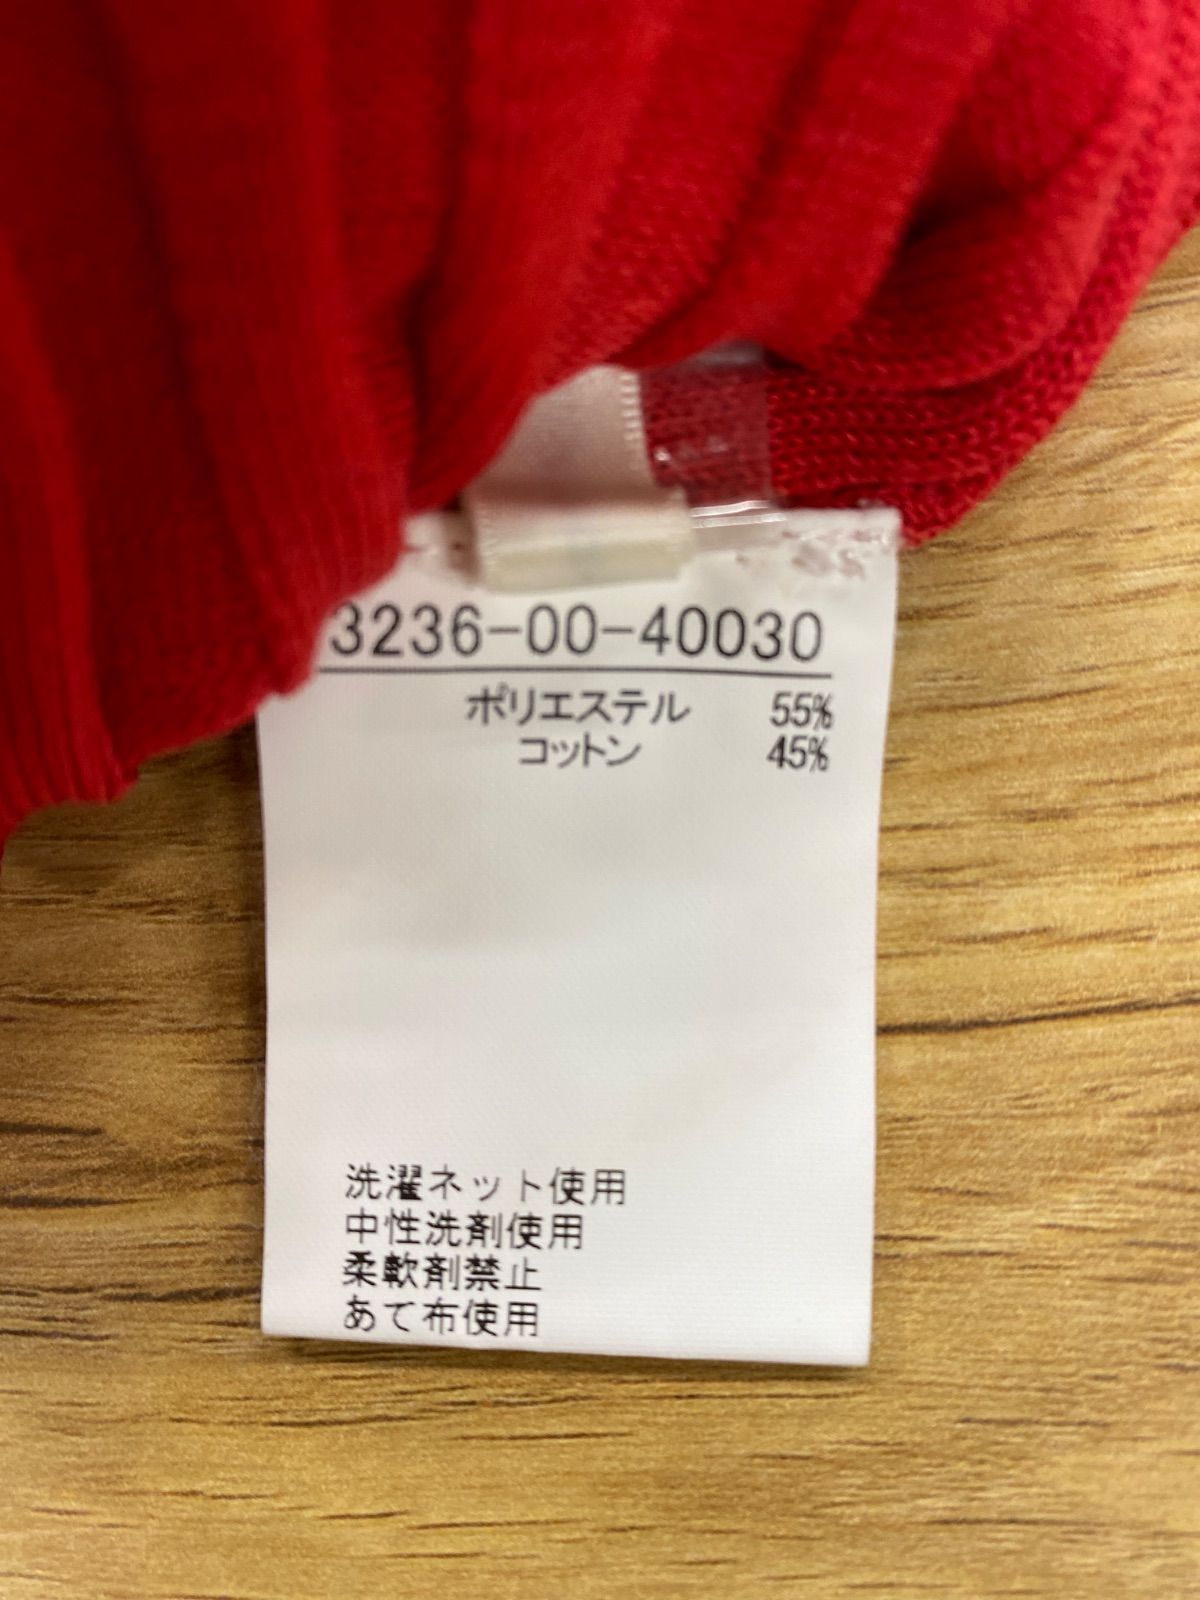 3236-00-40030
ポリエステル 55%
コットン 45%
洗濯ネット使用
中性洗剤使用
柔軟剤禁止
あて布使用